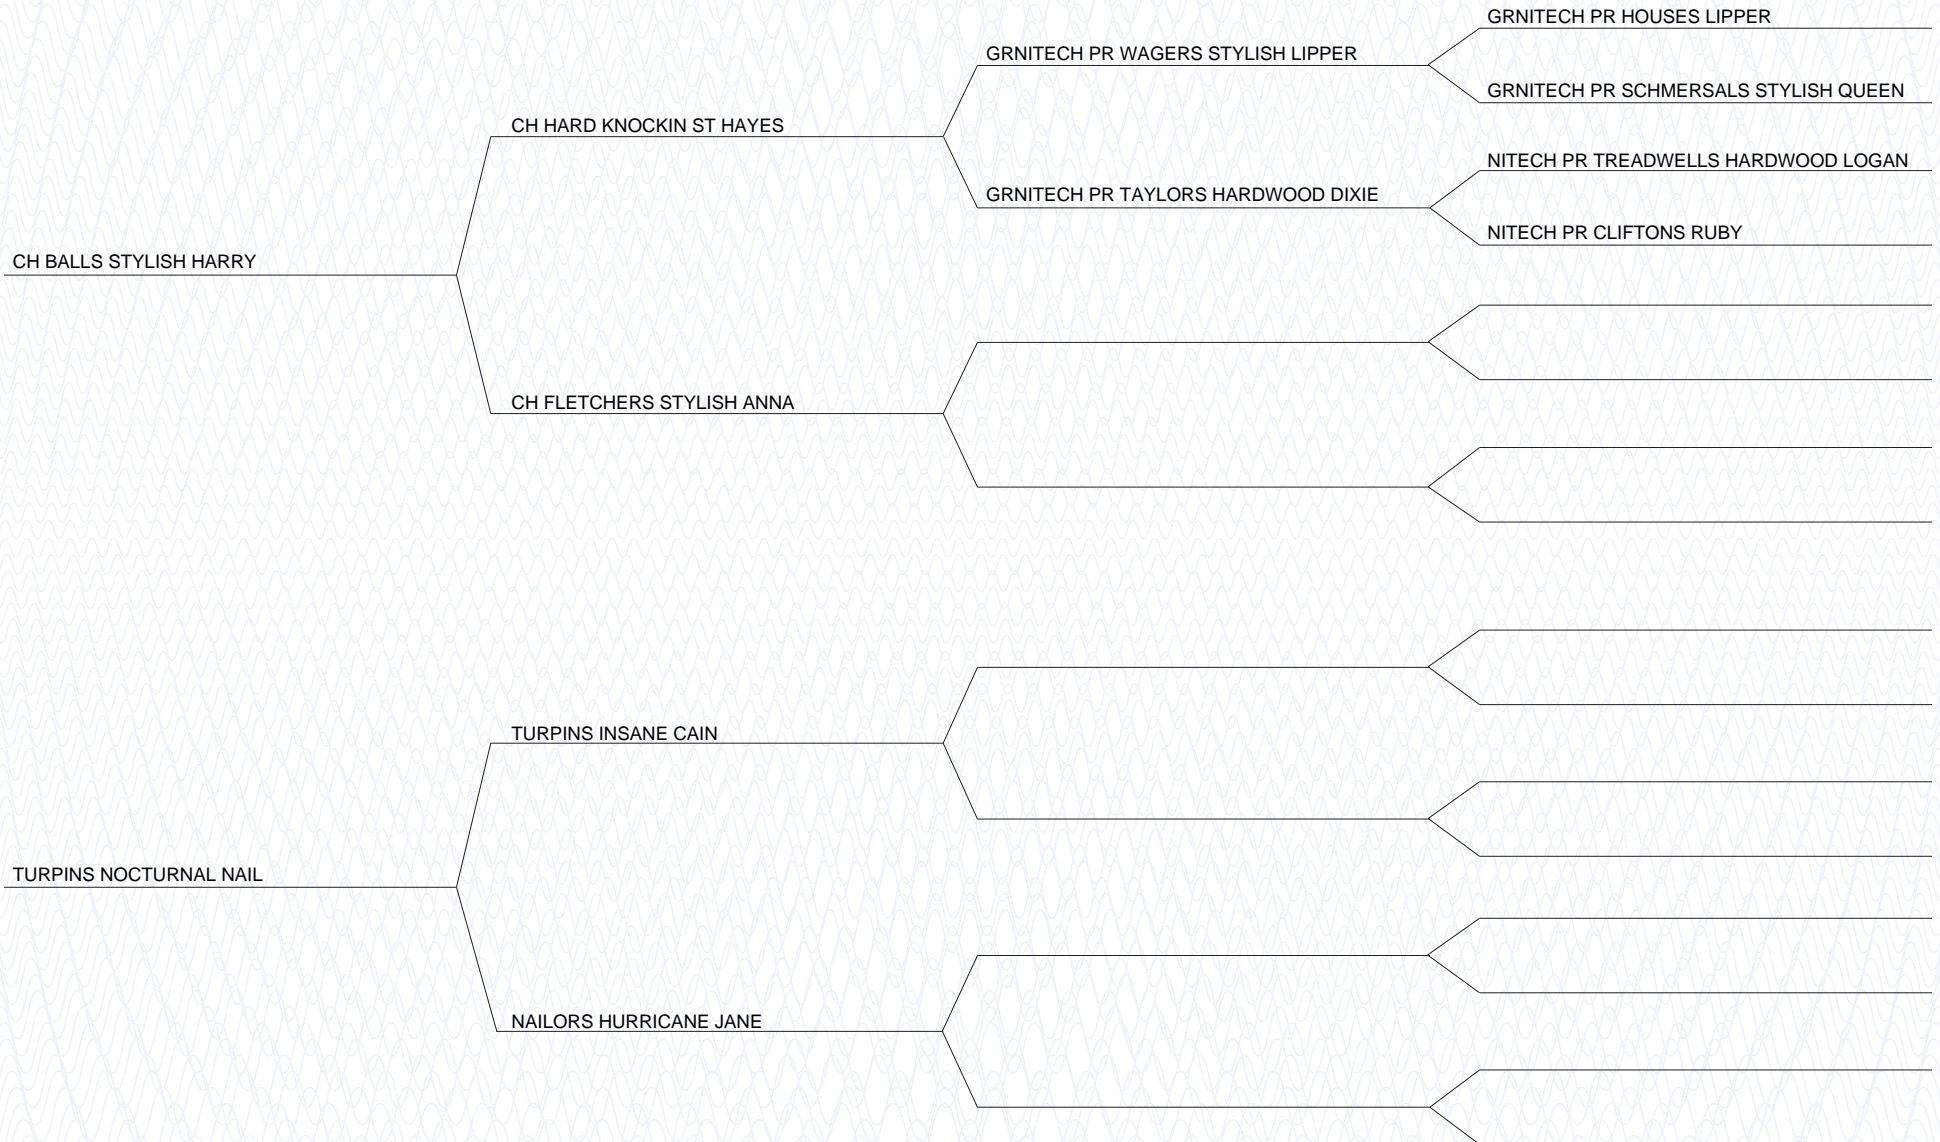 GRNITECH PR HOUSES LIPPER
GRNITECH PR WAGERS STYLISH LIPPER
GRNITECH PR SCHMERSALS STYLISH QUEEN
CH HARD KNOCKIN ST HAYES
NITECH PR TREADWELLS HARDWOOD LOGAN
GRNITECH PR TAYLORS HARDWOOD DIXIE
NITECH PR CLIFTONS RUBY
CH BALLS STYLISH HARRY
CH FLETCHERS STYLISH ANNA
TURPINS INSANE CAIN
TURPINS NOCTURNAL NAIL
NAILORS HURRICANE JANE